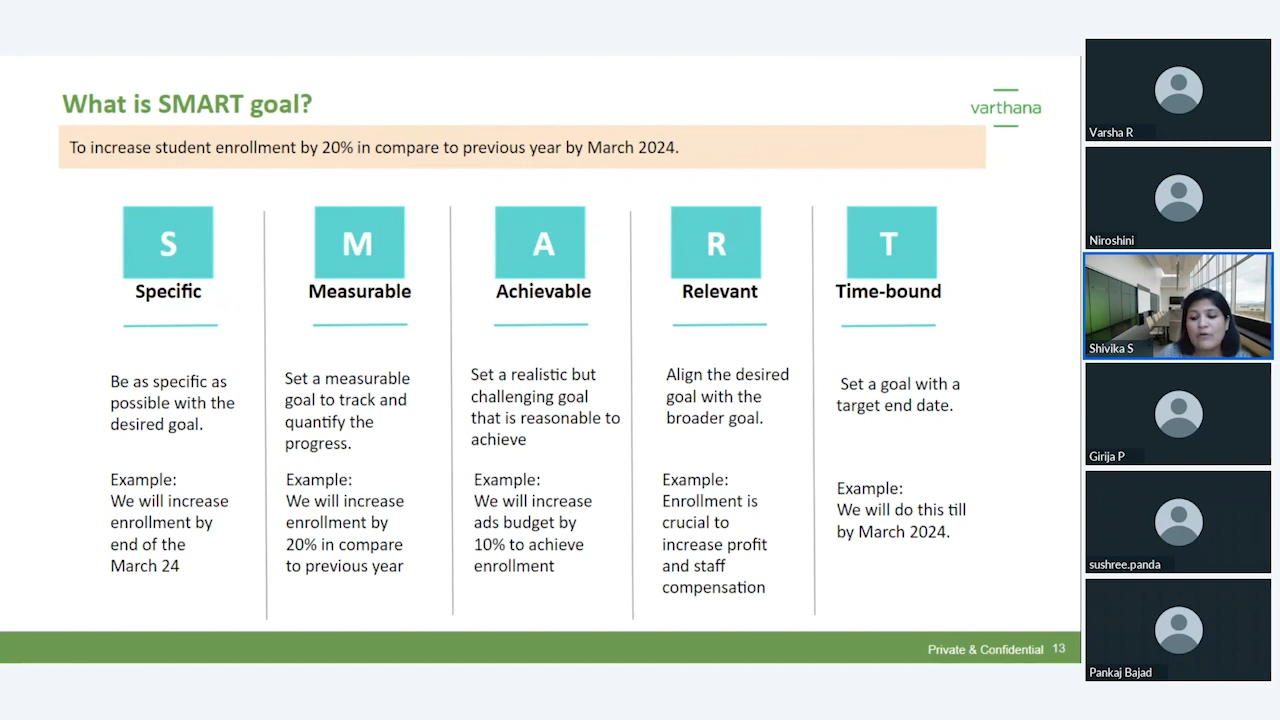 What is SMART goal?
varthana
To increase student enrollment by 20% in compare to previous year by March 2024.
S
Specific
Be as specific as
possible with the
desired goal.
Example:
We will increase
enrollment by
end of the
March 24
M
Measurable
Set a measurable
goal to track and
quantify the
progress.
Example:
We will increase
enrollment by
20% in compare
to previous year
A
Achievable
Set a realistic but
challenging goal
that is reasonable to
achieve
Example:
We will increase
ads budget by
10% to achieve
enrollment
R
Relevant
Align the desired
goal with the
broader goal.
Example:
Enrollment is
crucial to
increase profit
and staff
compensation
T
Time-bound
Set a goal with a
target end date.
Example:
We will do this till
by March 2024.
Private & Confidential 13
Varsha R
Niroshini
Shivika S
Girija P
sushree.panda
Pankaj Bajad